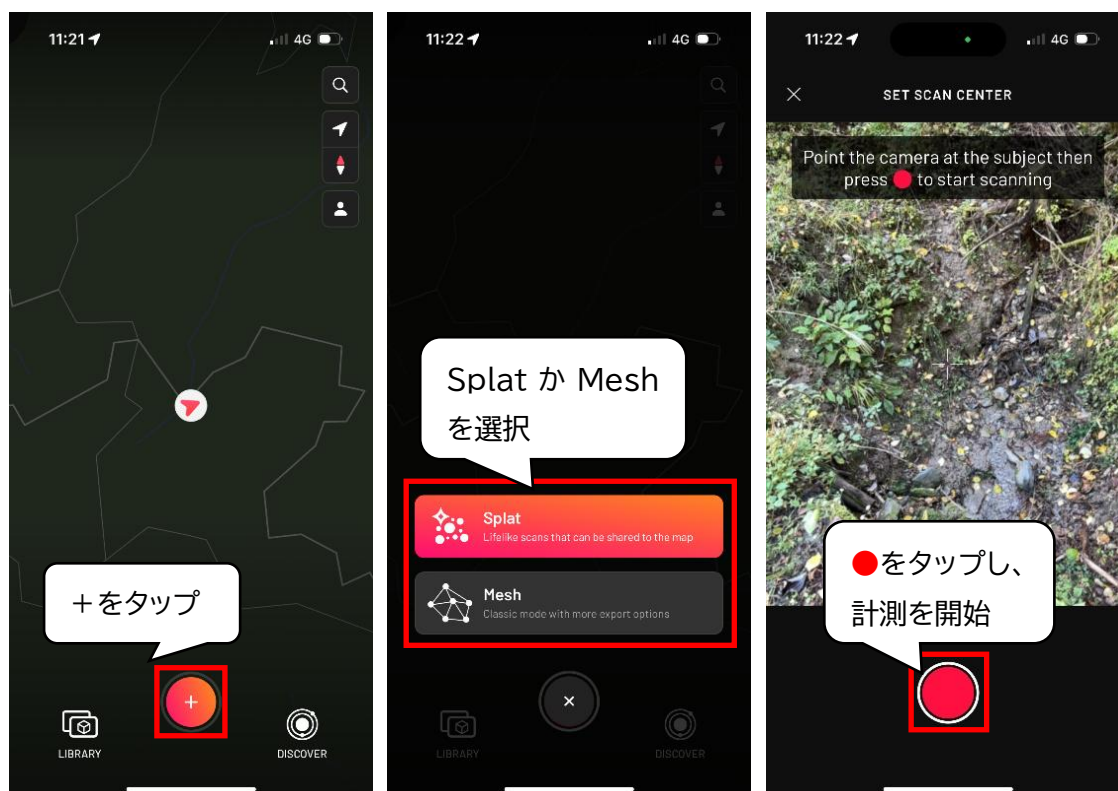 11:21
4G
+をタップ
LIBRARY
DISCOVER
11:22
4G
Splat か Mesh
を選択
Splat
Lifelike scans that can be shared to the map
Mesh
Classic mode with more export options
LIBRARY
DISCOVER
11:22
4G
SET SCAN CENTER
Point the camera at the subject then
press ● to start scanning
●をタップし、
計測を開始